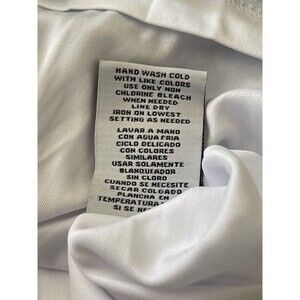 HAND WASH COLD
WITH LIKE COLORS
USE ONLY NON
CHLORINE BLEACH
WHEN NEEDED
LINE DRY
IRON ON LOWEST
SETTING AS NEEDED
LAVAR A MANO
CON AGUA FRIA
CICLO DELICADO
CON COLORES
SIMILARES
USAR SOLAMENTE
BLANQUEADOR
SIN CLORO
CUANDO SE NECESITE
SECAR COLGADO
PLANCHA EN
TEMPERATURA
SI SE